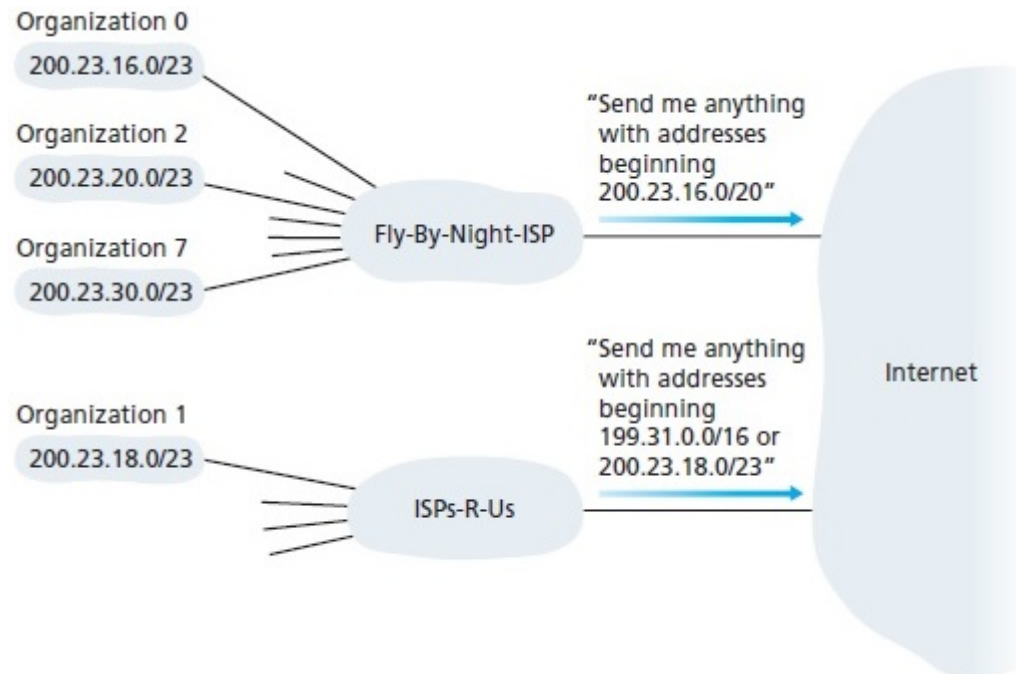 Organization 0
200.23.16.0/23
Organization 2
200.23.20.0/23
Organization 7
200.23.30.0/23
Fly-By-Night-ISP
“Send me anything
with addresses
beginning
200.23.16.0/20”
Organization 1
200.23.18.0/23
ISPs-R-Us
“Send me anything
with addresses
beginning
199.31.0.0/16 or
200.23.18.0/23”
Internet